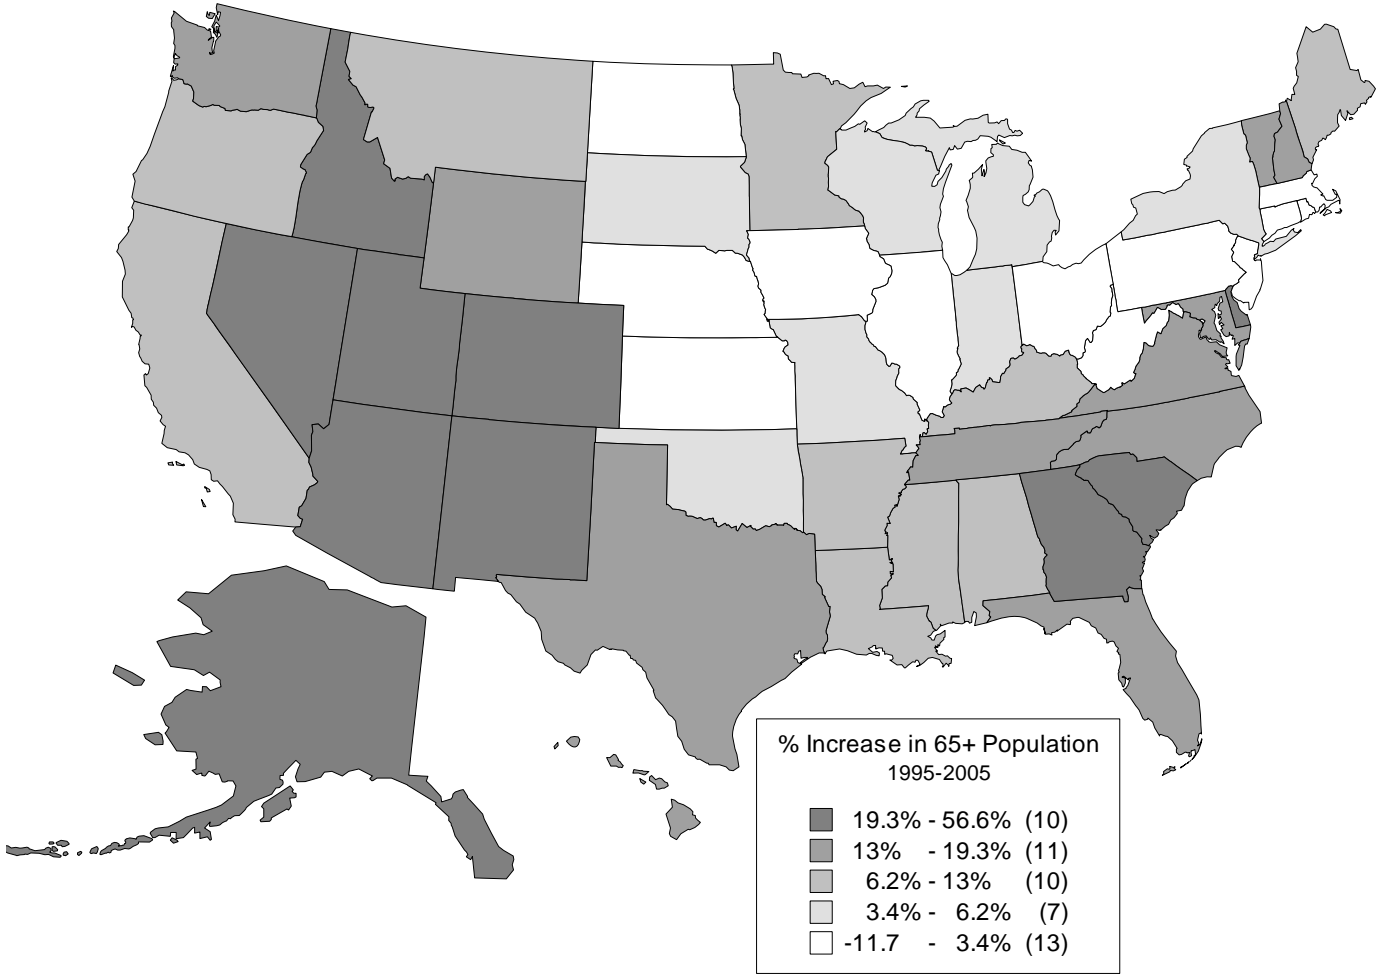 % Increase in 65+ Population
1995-2005
19.3% - 56.6% (10)
13% - 19.3% (11)
6.2% - 13% (10)
3.4% - 6.2% (7)
-11.7 - 3.4% (13)